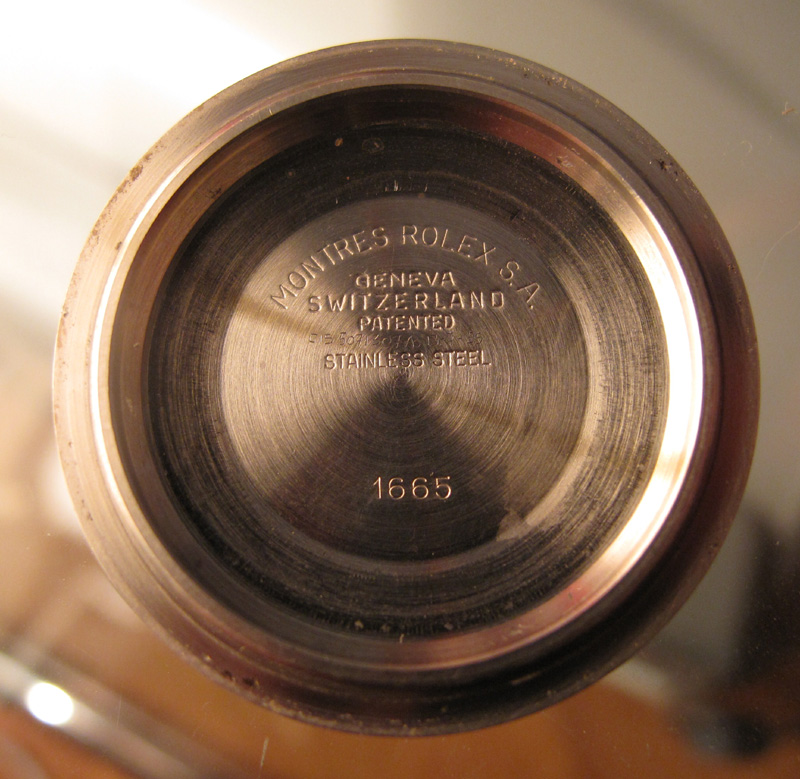 MONTRES ROLEX S.A.
GENEVA
SWITZERLAND
PATENTED
STAINLESS STEEL
1665